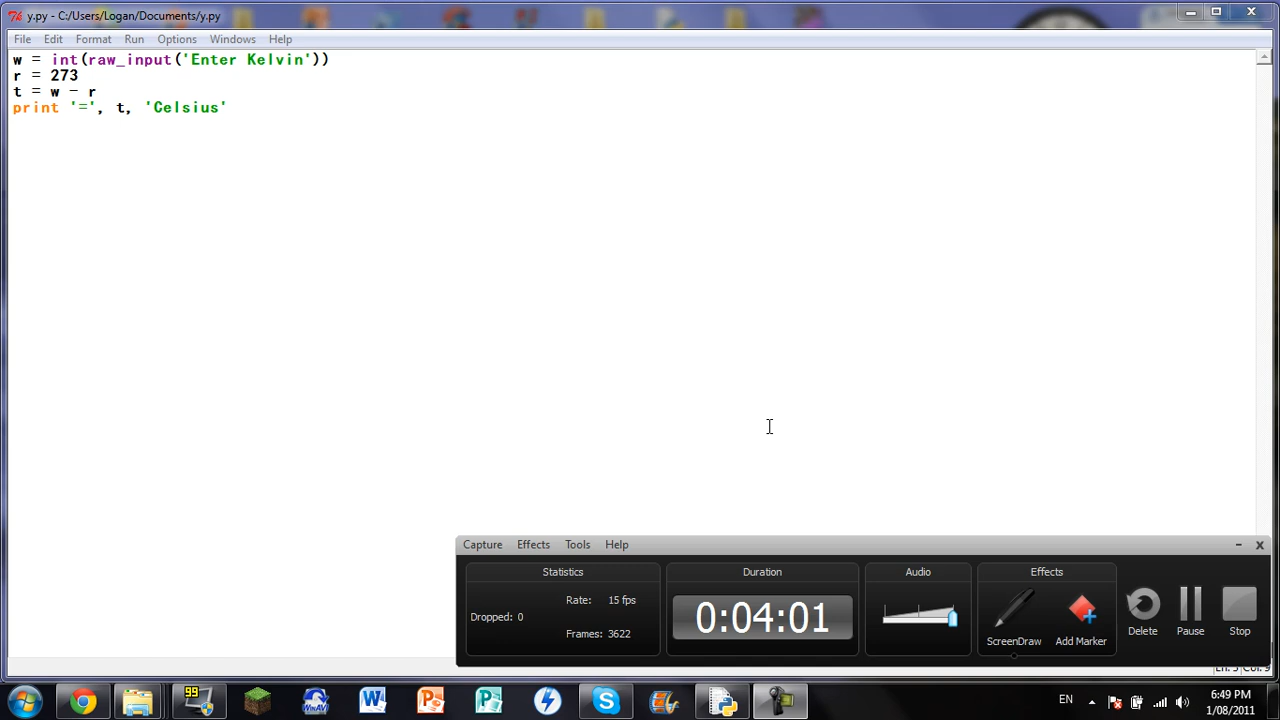 y.py - C:/Users/Logan/Documents/y.py
File Edit Format Run Options Windows Help
w = int(raw_input('Enter Kelvin'))
r = 273
t = w - r
print '=', t, 'Celsius'
Capture Effects Tools Help
Statistics Duration Audio Effects
Rate: 15 fps
Dropped: 0
Frames: 3622
0:04:01
ScreenDraw Add Marker Delete Pause Stop
99
WinAVI
EN
6:49 PM
1/08/2011